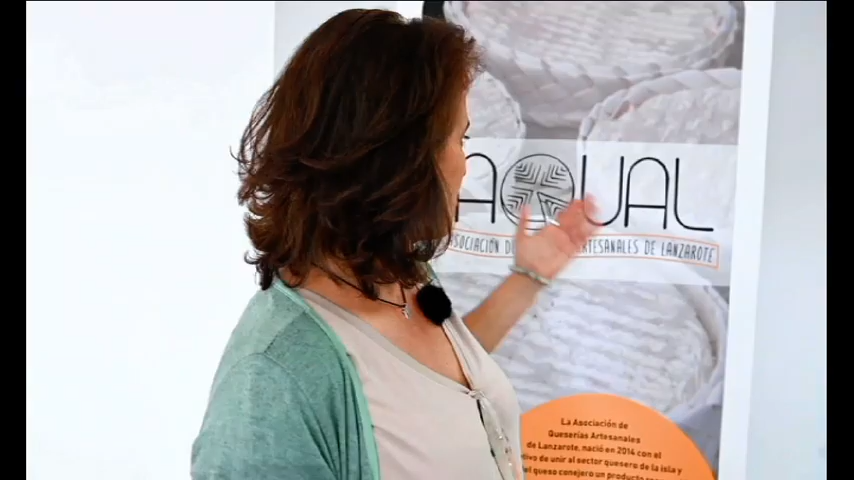 AQUAL
ASOCIACIÓN D ARTESANALES DE LANZAROTE
La Asociación de
Queserías Artesanales
de Lanzarote, nació en 2014 con el
tivo de unir al sector quesero de la isla y
del queso conejero un producto